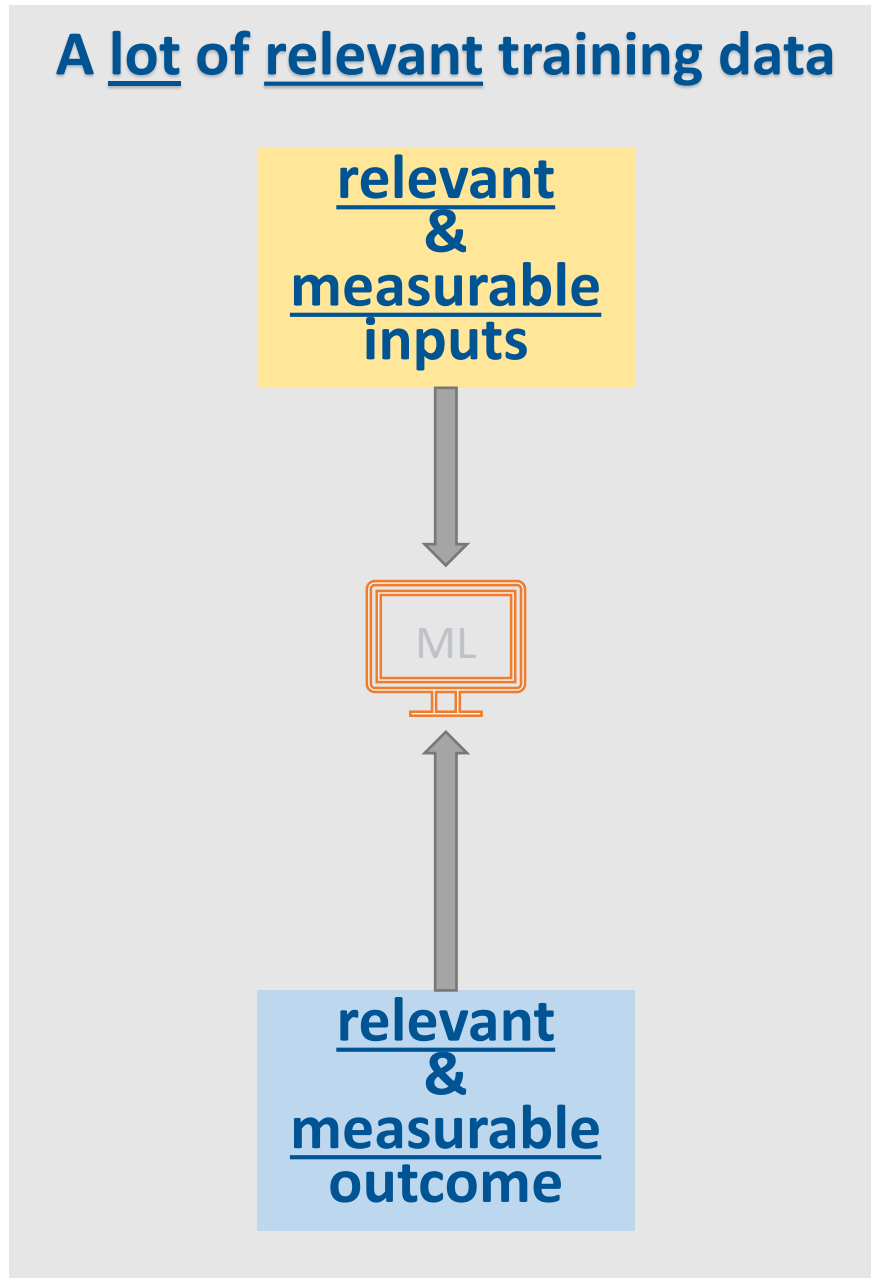 A lot of relevant training data
relevant
&
measurable
inputs
ML
relevant
&
measurable
outcome